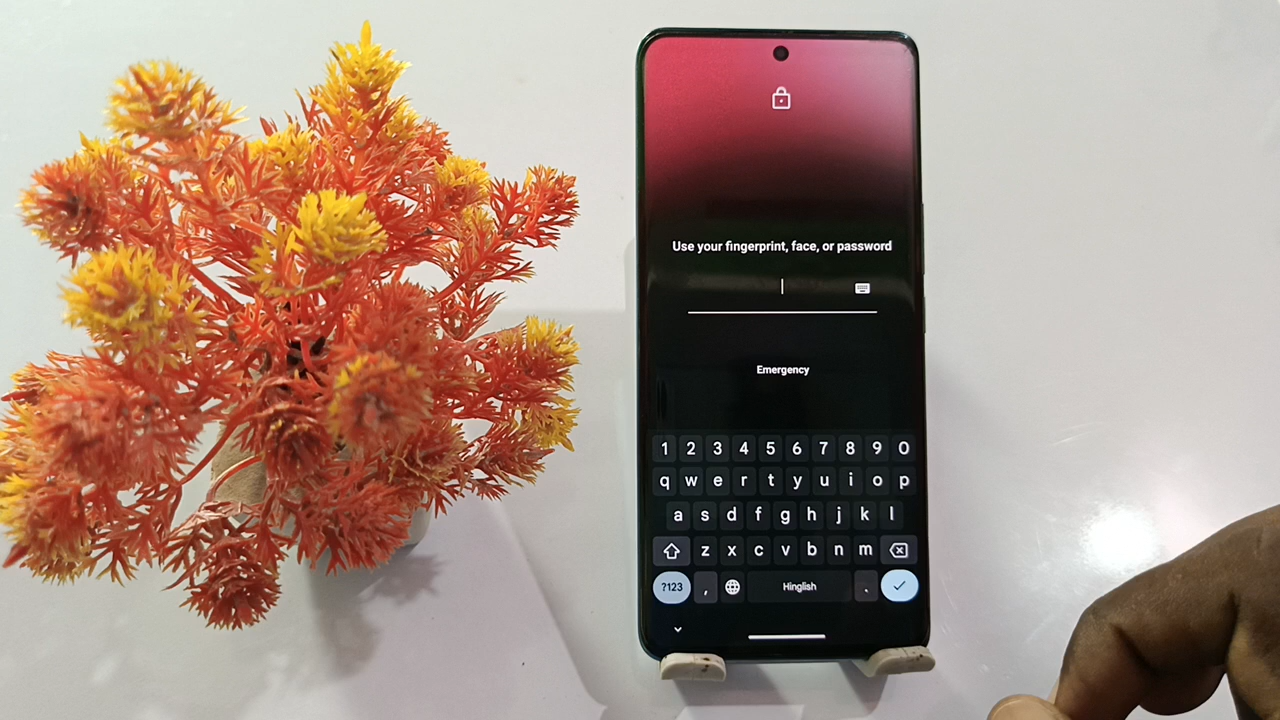 Use your fingerprint, face, or password
Emergency
1 2 3 4 5 6 7 8 9 0
q w e r t y u i o p
a s d f g h j k l
z x c v b n m
?123 , Hinglish .